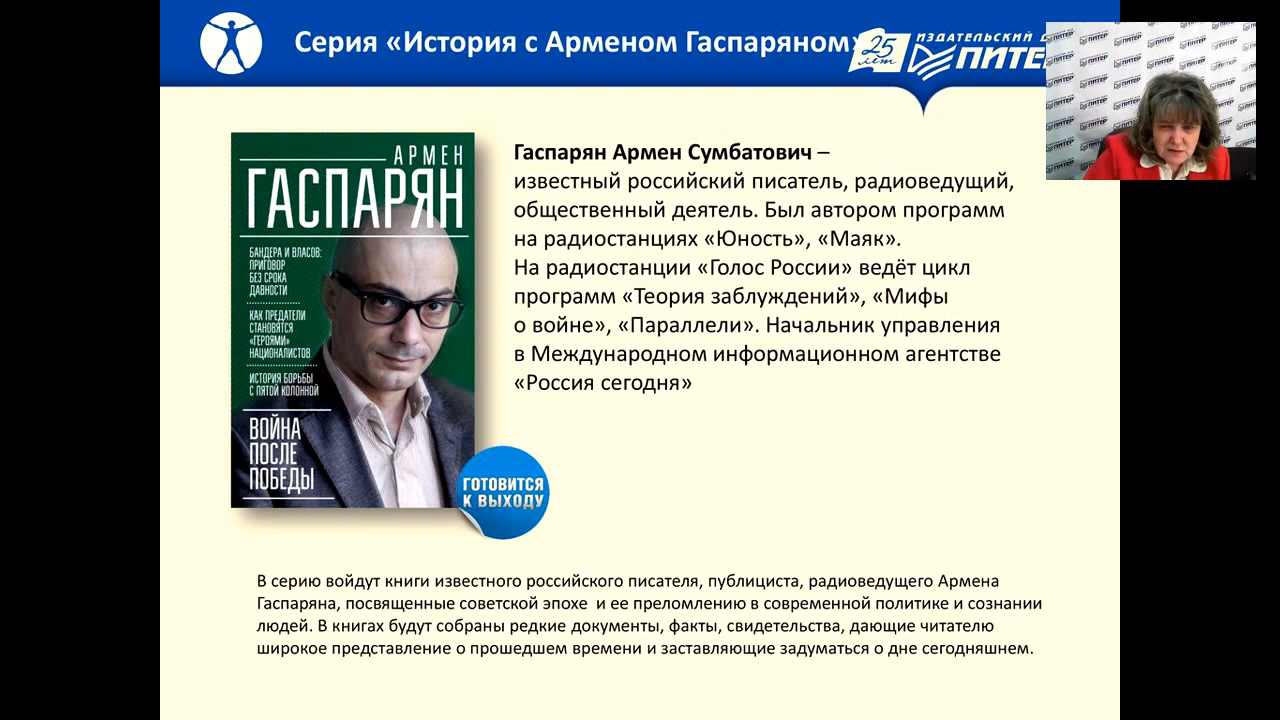 Серия «История с Арменом Гаспаряном»
25 лет
ИЗДАТЕЛЬСКИЙ
ПИТЕ
ПИТЕР
АРМЕН
ГАСПАРЯН
БАНДЕРА И ВЛАСОВ:
ПРИГОВОР
БЕЗ СРОКА
ДАВНОСТИ
КАК ПРЕДАТЕЛИ
СТАНОВЯТСЯ
«ГЕРОЯМИ»
НАЦИОНАЛИСТОВ
ИСТОРИЯ БОРЬБЫ
С ПЯТОЙ КОЛОННОЙ
ВОЙНА
ПОСЛЕ
ПОБЕДЫ
ГОТОВИТСЯ
К ВЫХОДУ
Гаспарян Армен Сумбатович –
известный российский писатель, радиоведущий,
общественный деятель. Был автором программ
на радиостанциях «Юность», «Маяк».
На радиостанции «Голос России» ведёт цикл
программ «Теория заблуждений», «Мифы
о войне», «Параллели». Начальник управления
в Международном информационном агентстве
«Россия сегодня»
В серию войдут книги известного российского писателя, публициста, радиоведущего Армена
Гаспаряна, посвященные советской эпохе и ее преломлению в современной политике и сознании
людей. В книгах будут собраны редкие документы, факты, свидетельства, дающие читателю
широкое представление о прошедшем времени и заставляющие задуматься о дне сегодняшнем.